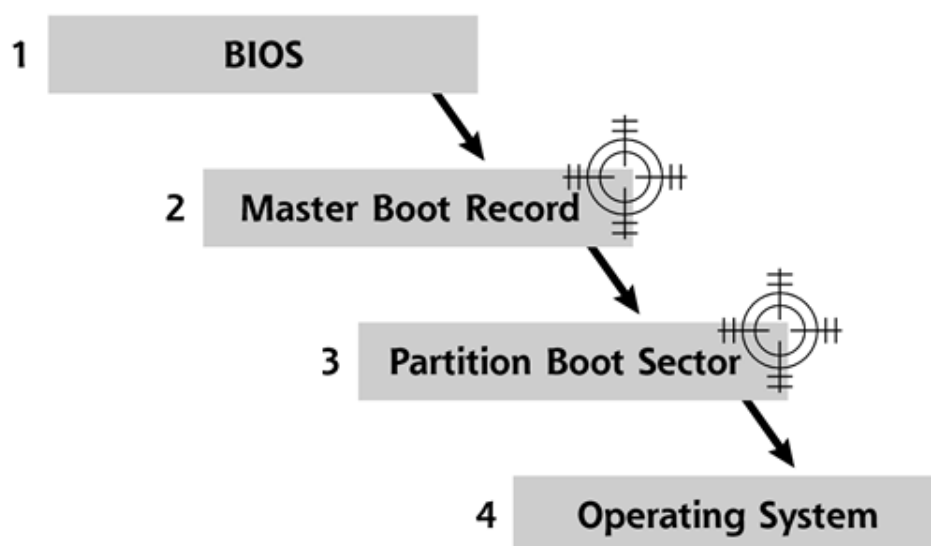 1 BIOS
2 Master Boot Record
3 Partition Boot Sector
4 Operating System